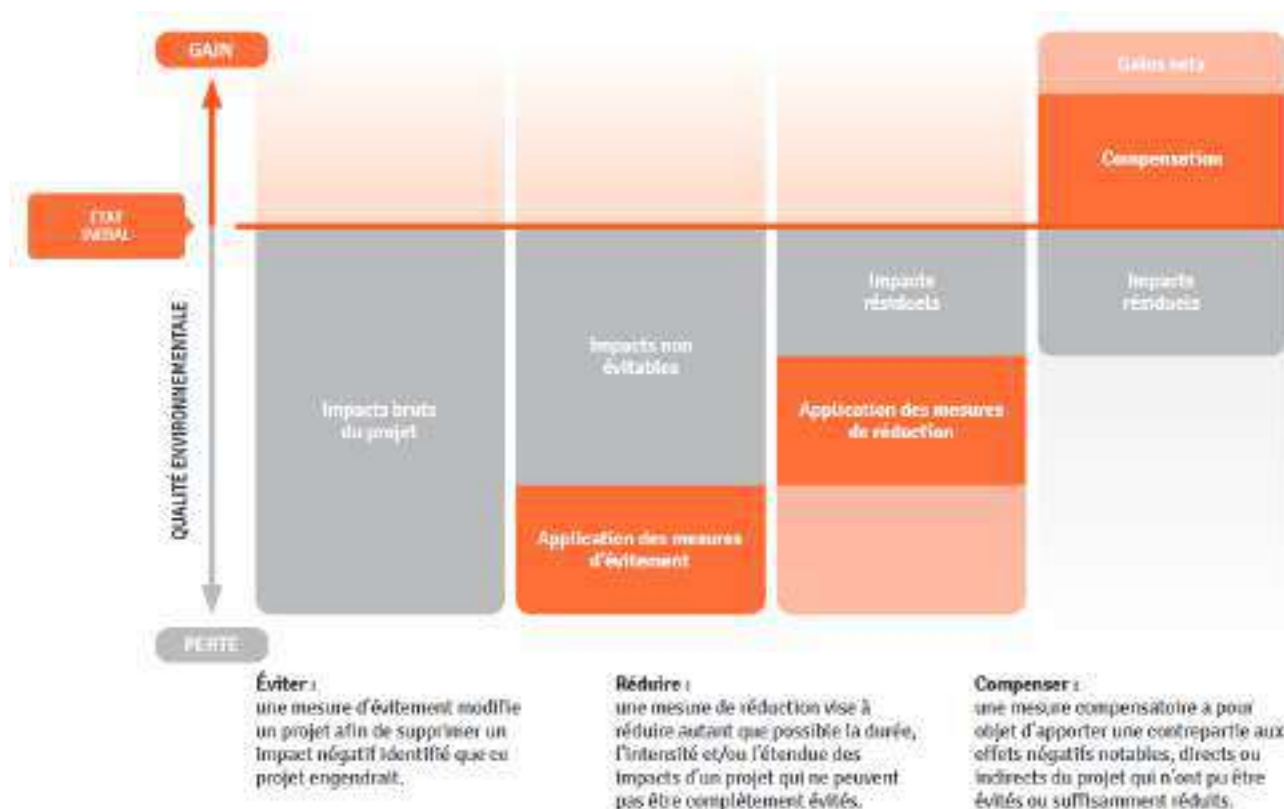 GAIN
Gains nets
Compensation
ÉTAT
INITIAL
Impacts
résiduels
Impacts
résiduels
Impacts non
évitables
QUALITÉ ENVIRONNEMENTALE
Impacts bruts
du projet
Application des mesures
de réduction
Application des mesures
d'évitement
PERTE
Éviter :
une mesure d'évitement modifie
un projet afin de supprimer un
impact négatif identifié que ce
projet engendrait.
Réduire :
une mesure de réduction vise à
réduire autant que possible la durée,
l'intensité et/ou l'étendue des
impacts d'un projet qui ne peuvent
pas être complètement évités.
Compenser :
une mesure compensatoire a pour
objet d'apporter une contrepartie aux
effets négatifs notables, directs ou
indirects du projet qui n'ont pu être
évités ou suffisamment réduits.